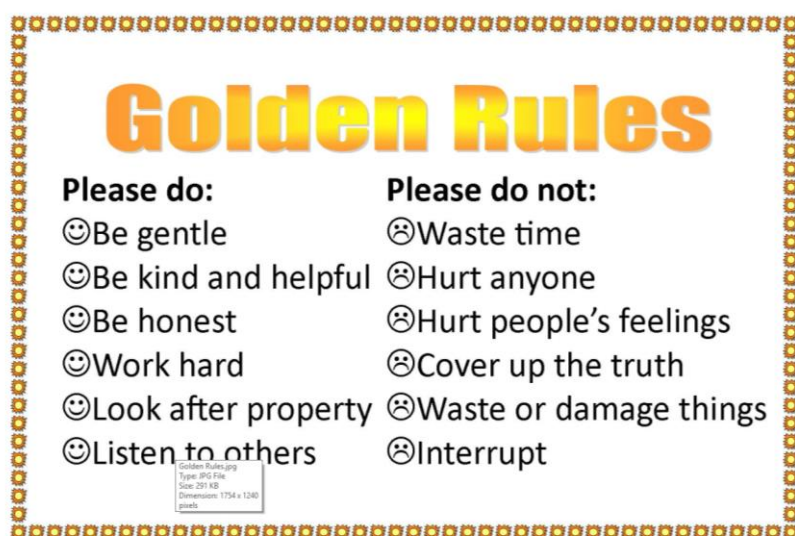 Golden Rules
Please do:
Be gentle
Be kind and helpful
Be honest
Work hard
Look after property
Listen to others
Please do not:
Waste time
Hurt anyone
Hurt people's feelings
Cover up the truth
Waste or damage things
Interrupt
Golden Rules.jpg
Type: JPG File
Size: 291 KB
Dimension: 1754 x 1240
pixels